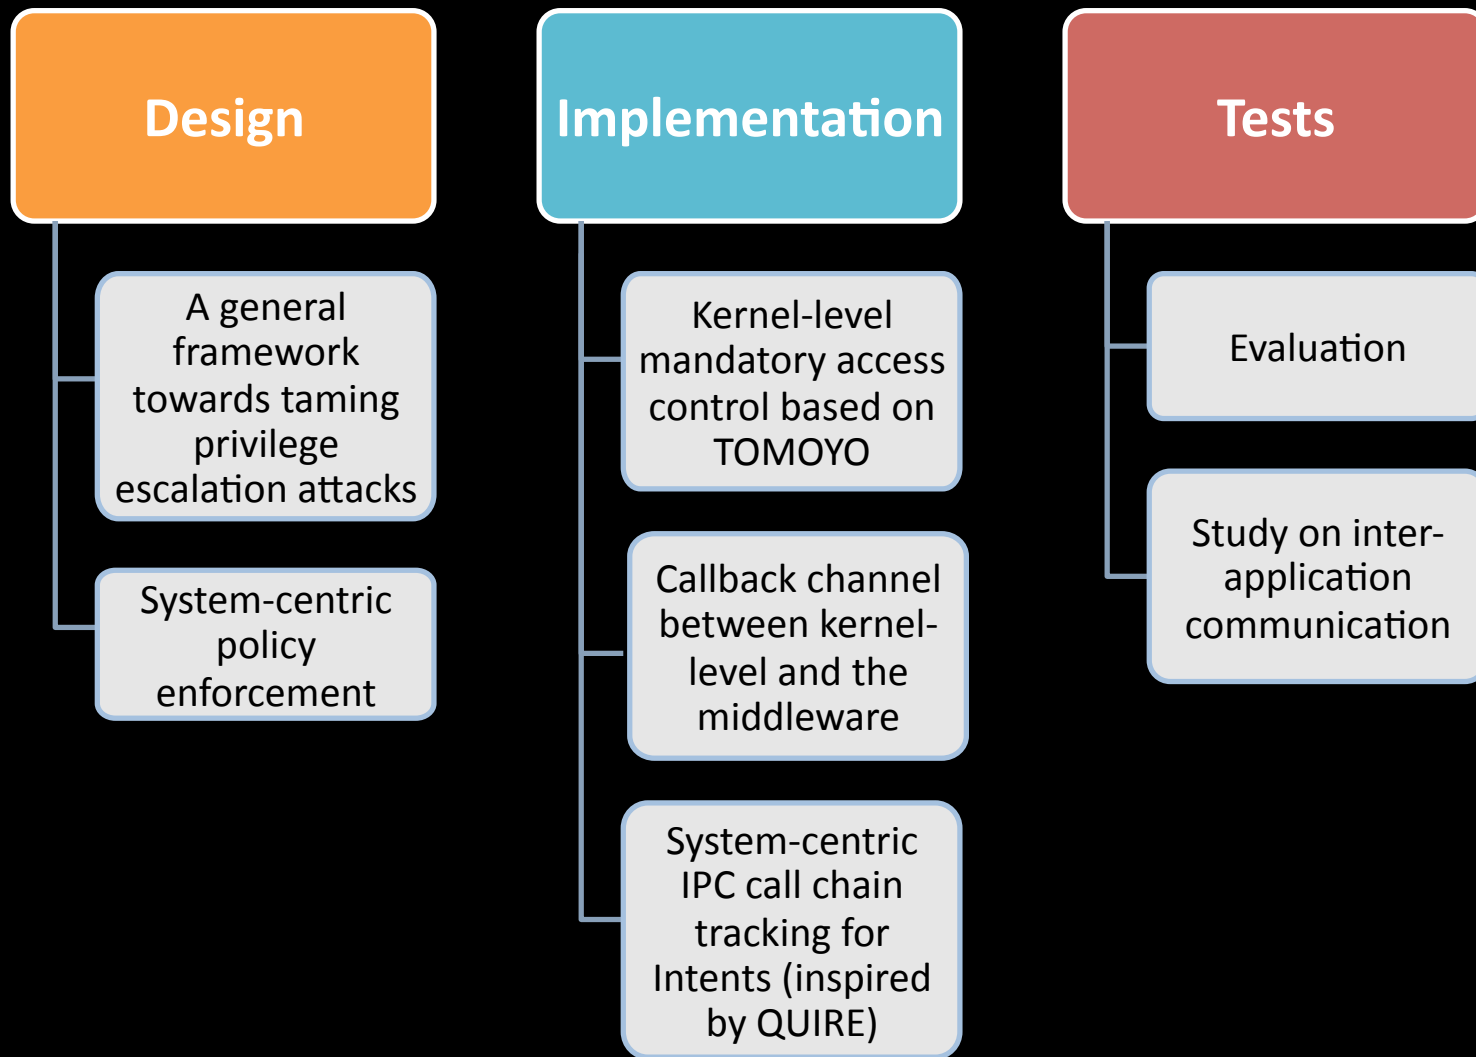 Design
A general
framework
towards taming
privilege
escalation attacks
System-centric
policy
enforcement
Implementation
Kernel-level
mandatory access
control based on
TOMOYO
Callback channel
between kernel-
level and the
middleware
System-centric
IPC call chain
tracking for
Intents (inspired
by QUIRE)
Tests
Evaluation
Study on inter-
application
communication